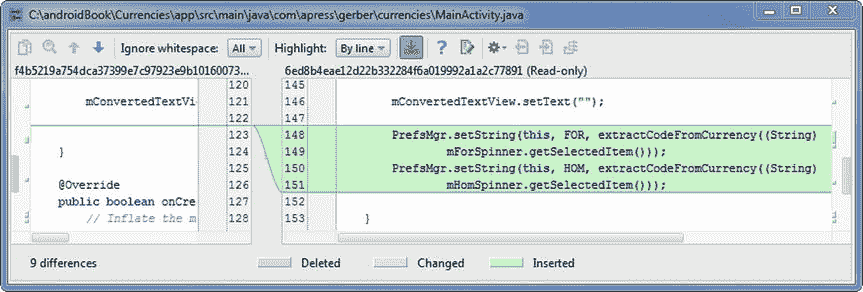 C:\androidBook\Currencies\app\src\main\java\com\apress\gerber\currencies\MainActivity.java
Ignore whitespace: All Highlight: By line ?
f4b5219a754dca37399e7c97923e9b10160073... 6ed8b4eae12d22b332284f6a019992a1a2c77891 (Read-only)
120 145
mConvertedTextVi 121 146 mConvertedTextView.setText("");
122 147
123 148 PrefsMgr.setString(this, FOR, extractCodeFromCurrency((String)
} 124 149 mForSpinner.getSelectedItem()));
125 150 PrefsMgr.setString(this, HOM, extractCodeFromCurrency((String)
@Override 126 151 mHomSpinner.getSelectedItem()));
public boolean onCre 127 152
// Inflate the m 128 153 }
9 differences Deleted Changed Inserted